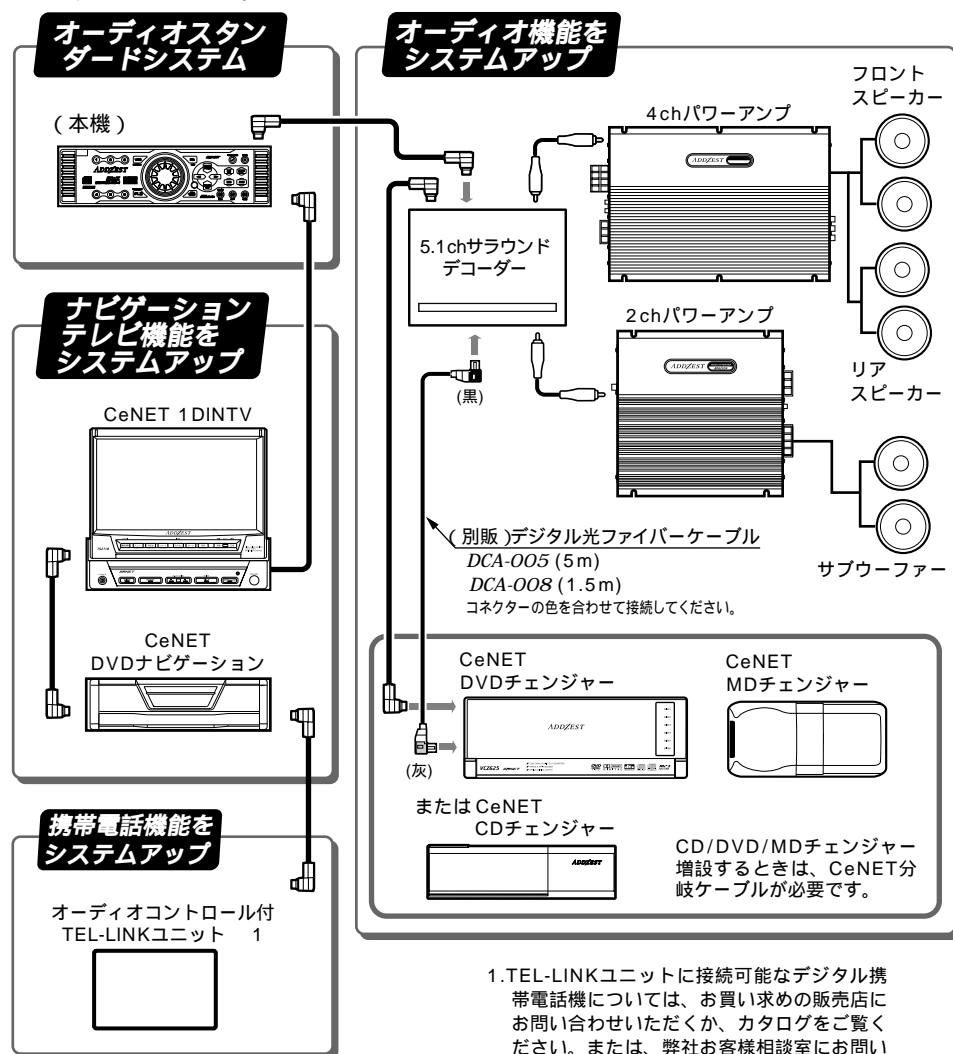 オーディオスタン
ダードシステム
(本機)
ADDZEST
ナビゲーション
テレビ機能を
システムアップ
CeNET 1DINTV
ADDZEST
CeNET
DVDナビゲーション
携帯電話機能を
システムアップ
オーディオコントロール付
TEL-LINKユニット 1
オーディオ機能を
システムアップ
フロント
スピーカー
4chパワーアンプ
ADDZEST
5.1chサラウンド
デコーダー
2chパワーアンプ
ADDZEST
リア
スピーカー
(黒)
サブウーファー
(別販)デジタル光ファイバーケーブル
DCA-005 (5m)
DCA-008 (1.5m)
コネクターの色を合わせて接続してください。
CeNET
DVDチェンジャー
ADDZEST
VCZ625
(灰)
CeNET
MDチェンジャー
または CeNET
CDチェンジャー
ADDZEST
CD/DVD/MDチェンジャー
増設するときは、CeNET分
岐ケーブルが必要です。
1.TEL-LINKユニットに接続可能なデジタル携
帯電話機については、お買い求めの販売店に
お問い合わせいただくか、カタログをご覧く
ださい。または、弊社お客様相談室にお問い